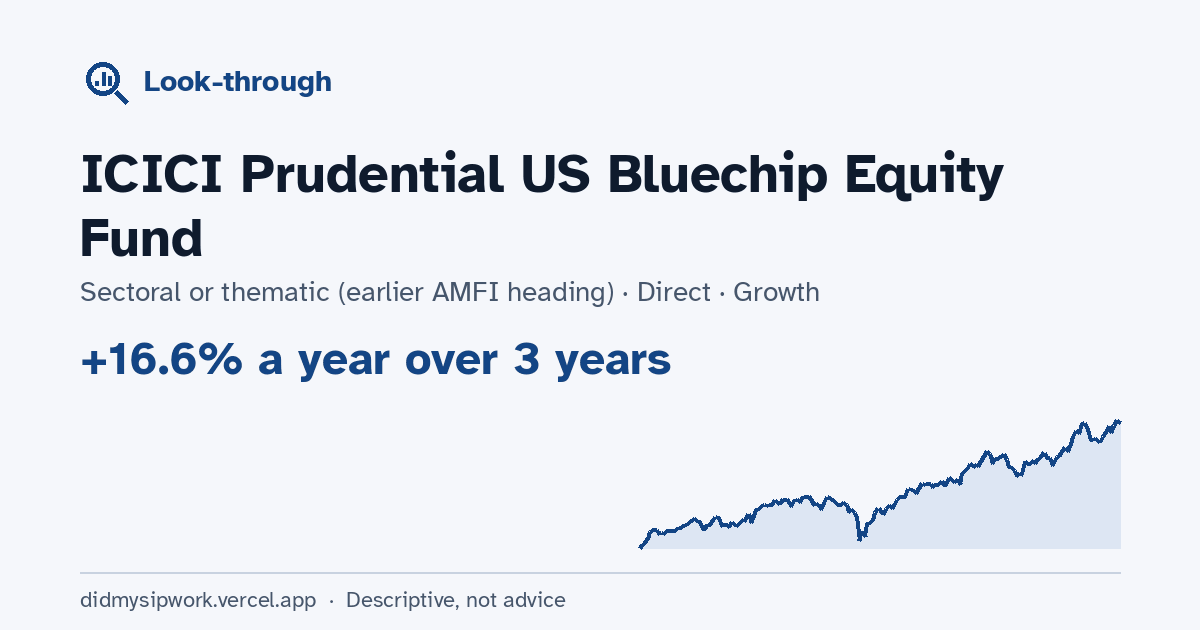 Look-through
ICICI Prudential US Bluechip Equity
Fund
Sectoral or thematic (earlier AMFI heading) · Direct · Growth
+16.6% a year over 3 years
didmysipwork.vercel.app · Descriptive, not advice